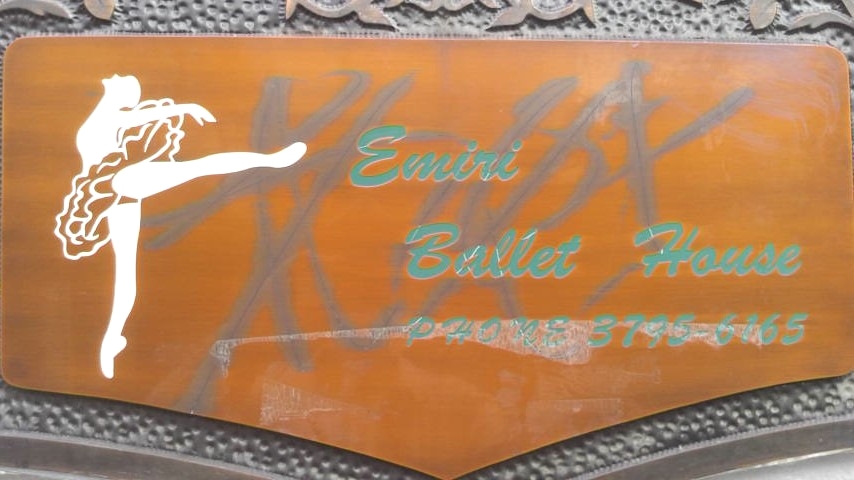 Emiri
Ballet House
PHONE 3795-6165